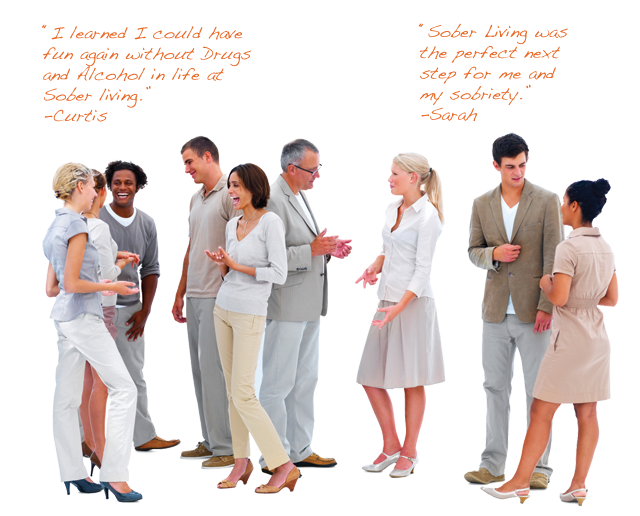 " I learned I could have
fun again without Drugs
and Alcohol in life at
Sober living."
-Curtis
" Sober Living was
the perfect next
step for me and
my sobriety."
-Sarah